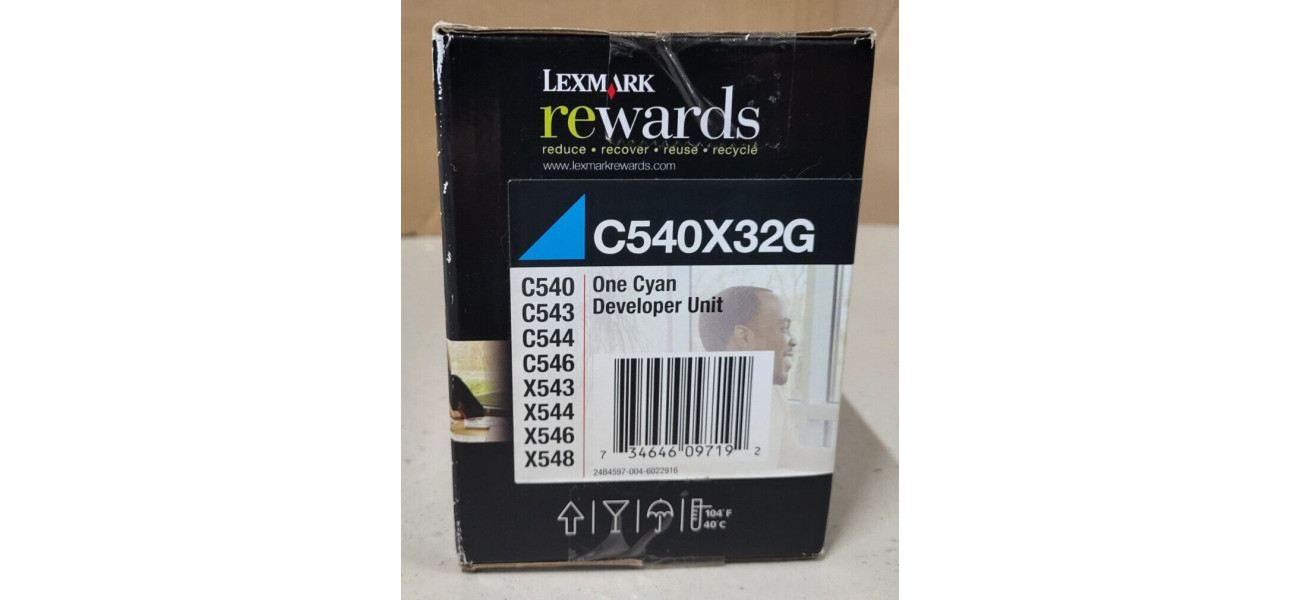 LEXMARK
rewards
reduce • recover • reuse • recycle
www.lexmarkrewards.com
C540X32G
C540
C543
C544
C546
X543
X544
X546
X548
One Cyan
Developer Unit
7 34646 09719 2
24B4597-004-6022916
104°F
40°C